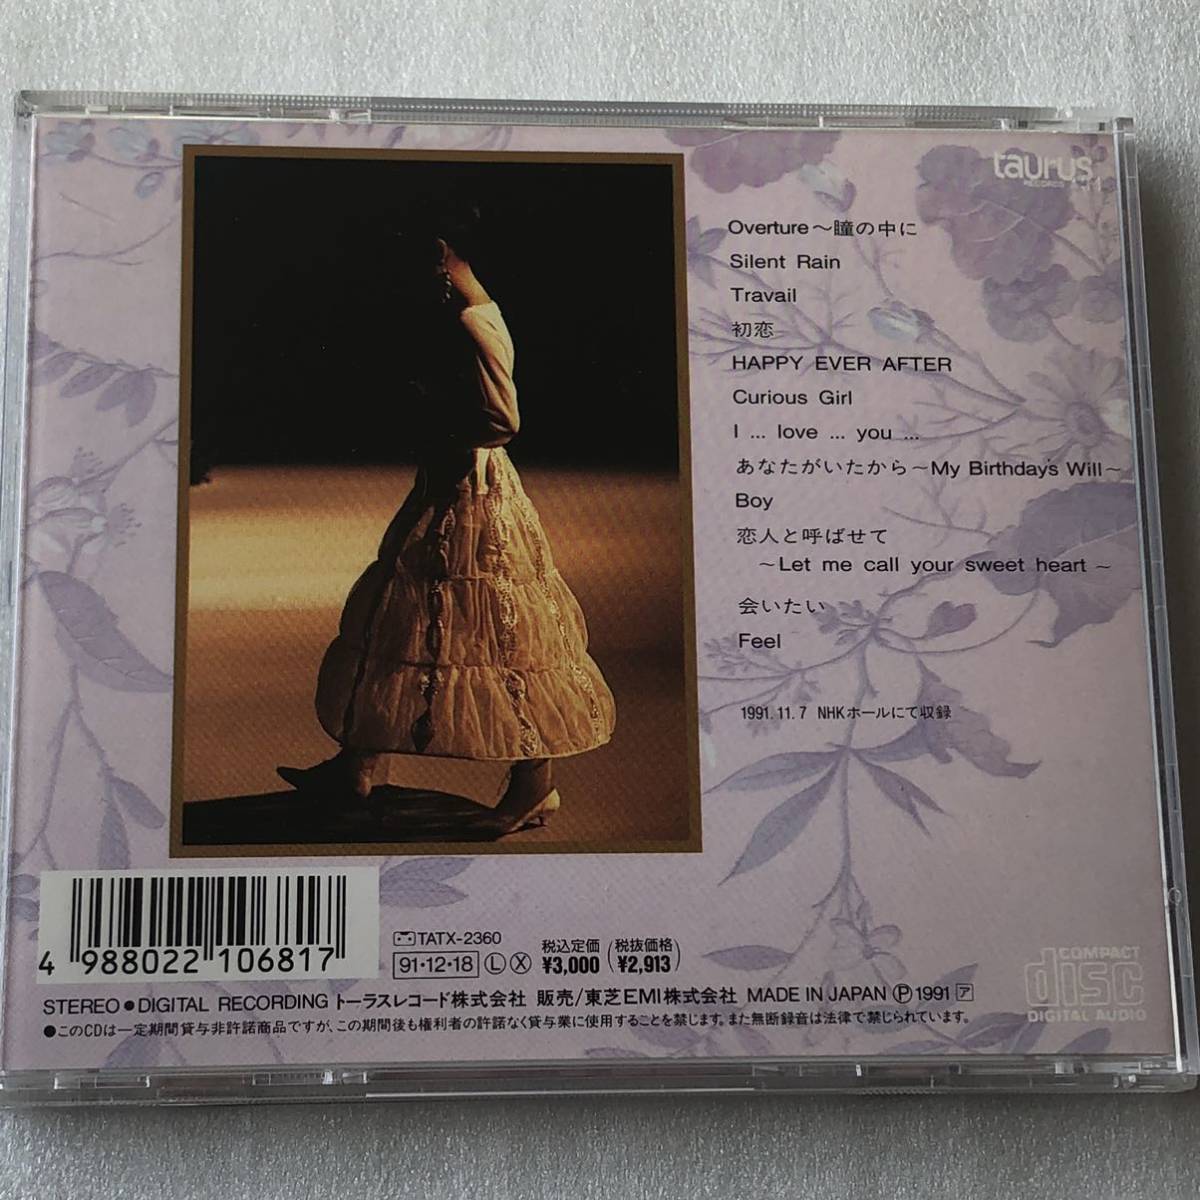 taurus
RECORDS
Overture～瞳の中に
Silent Rain
Travail
初恋
HAPPY EVER AFTER
Curious Girl
I ... love ... you ...
あなたがいたから～My Birthday's Will～
Boy
恋人と呼ばせて
～Let me call your sweet heart～
会いたい
Feel
1991.11.7 NHKホールにて収録
4 988022 106817
TATX-2360
91・12・18 Ⓛ Ⓧ
税込定価 ¥3,000 (税抜価格 ¥2,913)
STEREO●DIGITAL RECORDING トーラスレコード株式会社 販売/東芝EMI株式会社 MADE IN JAPAN Ⓟ1991 ア
●このCDは一定期間貸与非許諾商品ですが、この期間後も権利者の許諾なく貸与業に使用することを禁じます。また無断録音は法律で禁じられています。
COMPACT
disc
DIGITAL AUDIO